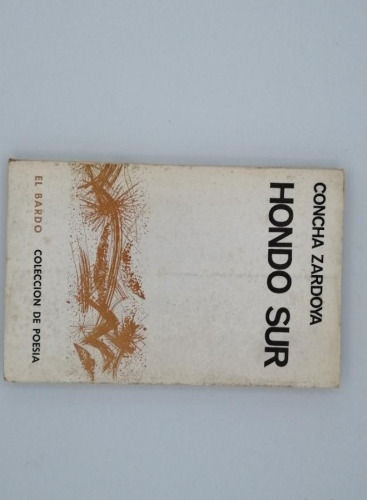 CONCHA ZARDOYA
HONDO SUR
EL BARDO COLECCION DE POESIA